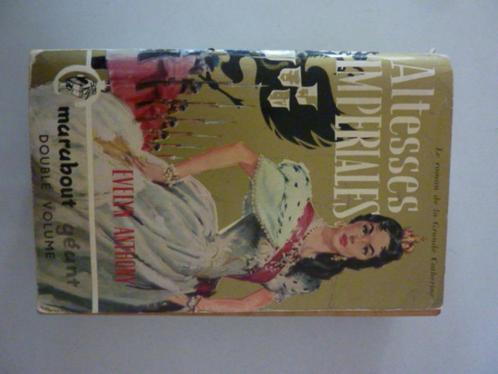 Le roman de la Grande Catherine
Altesses
IMPERIALES
EVELYN ANTHONY
marabout géant
DOUBLE VOLUME